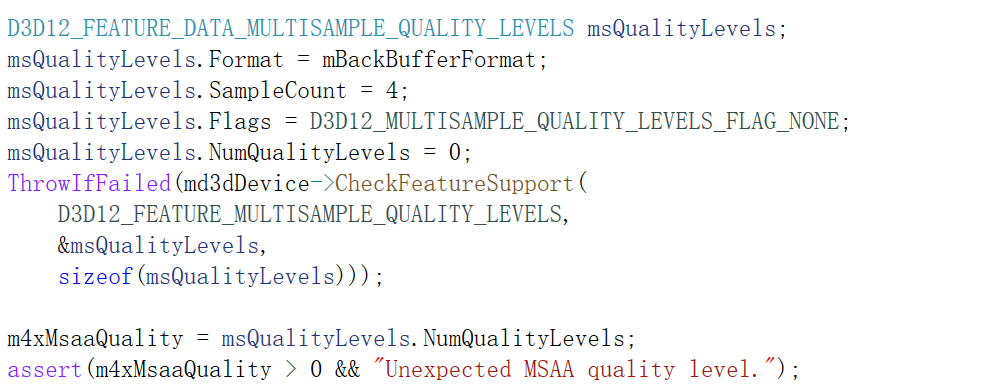 D3D12_FEATURE_DATA_MULTISAMPLE_QUALITY_LEVELS msQualityLevels;
msQualityLevels.Format = mBackBufferFormat;
msQualityLevels.SampleCount = 4;
msQualityLevels.Flags = D3D12_MULTISAMPLE_QUALITY_LEVELS_FLAG_NONE;
msQualityLevels.NumQualityLevels = 0;
ThrowIfFailed(md3dDevice->CheckFeatureSupport(
    D3D12_FEATURE_MULTISAMPLE_QUALITY_LEVELS,
    &msQualityLevels,
    sizeof(msQualityLevels)));
m4xMsaaQuality = msQualityLevels.NumQualityLevels;
assert(m4xMsaaQuality > 0 && "Unexpected MSAA quality level.");